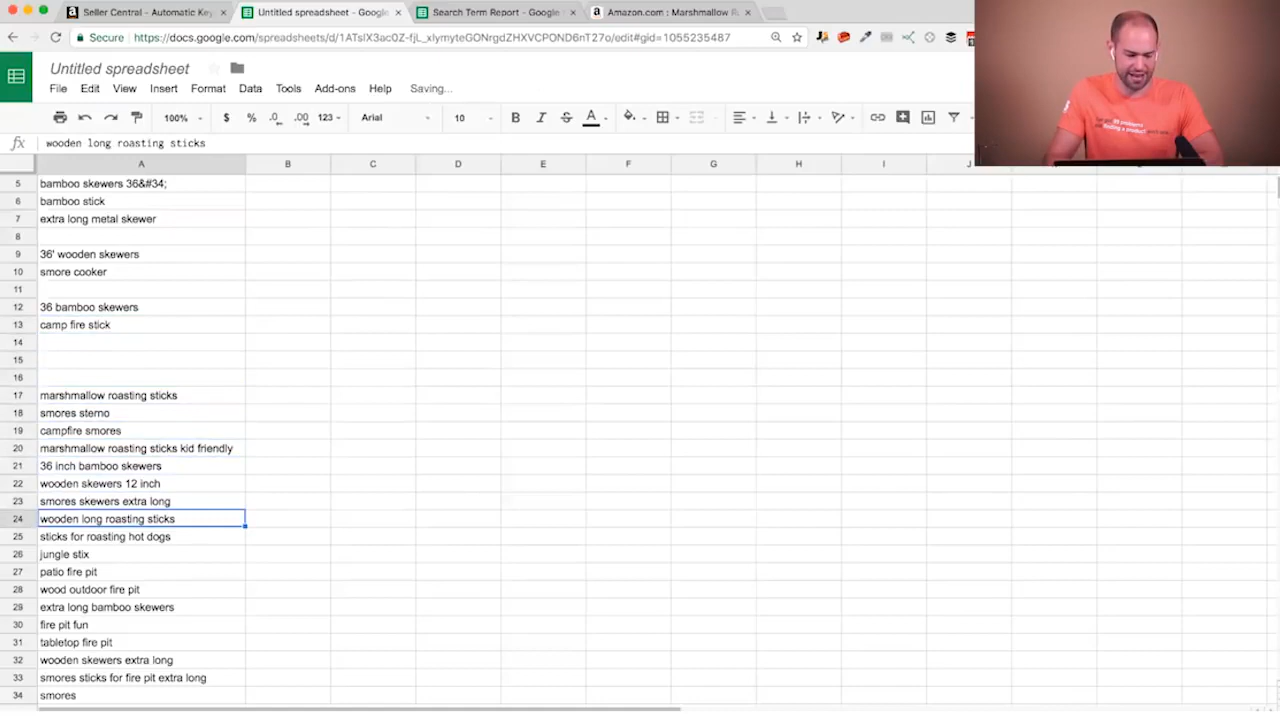 Seller Central - Automatic Key
Untitled spreadsheet - Google
Search Term Report - Google
Amazon.com : Marshmallow R
Secure
https://docs.google.com/spreadsheets/d/1ATsIX3ac0Z-fjL_xlymyteGONrgdZHXVCPOND6nT27o/edit#gid=1055235487
Untitled spreadsheet
File Edit View Insert Format Data Tools Add-ons Help Saving...
100% $ % .0 .00 123 Arial 10 B I S A
fx wooden long roasting sticks
A B C D E F G H I
5 bamboo skewers 36&#34;
6 bamboo stick
7 extra long metal skewer
8
9 36' wooden skewers
10 smore cooker
11
12 36 bamboo skewers
13 camp fire stick
14
15
16
17 marshmallow roasting sticks
18 smores sterno
19 campfire smores
20 marshmallow roasting sticks kid friendly
21 36 inch bamboo skewers
22 wooden skewers 12 inch
23 smores skewers extra long
24 wooden long roasting sticks
25 sticks for roasting hot dogs
26 jungle stix
27 patio fire pit
28 wood outdoor fire pit
29 extra long bamboo skewers
30 fire pit fun
31 tabletop fire pit
32 wooden skewers extra long
33 smores sticks for fire pit extra long
34 smores